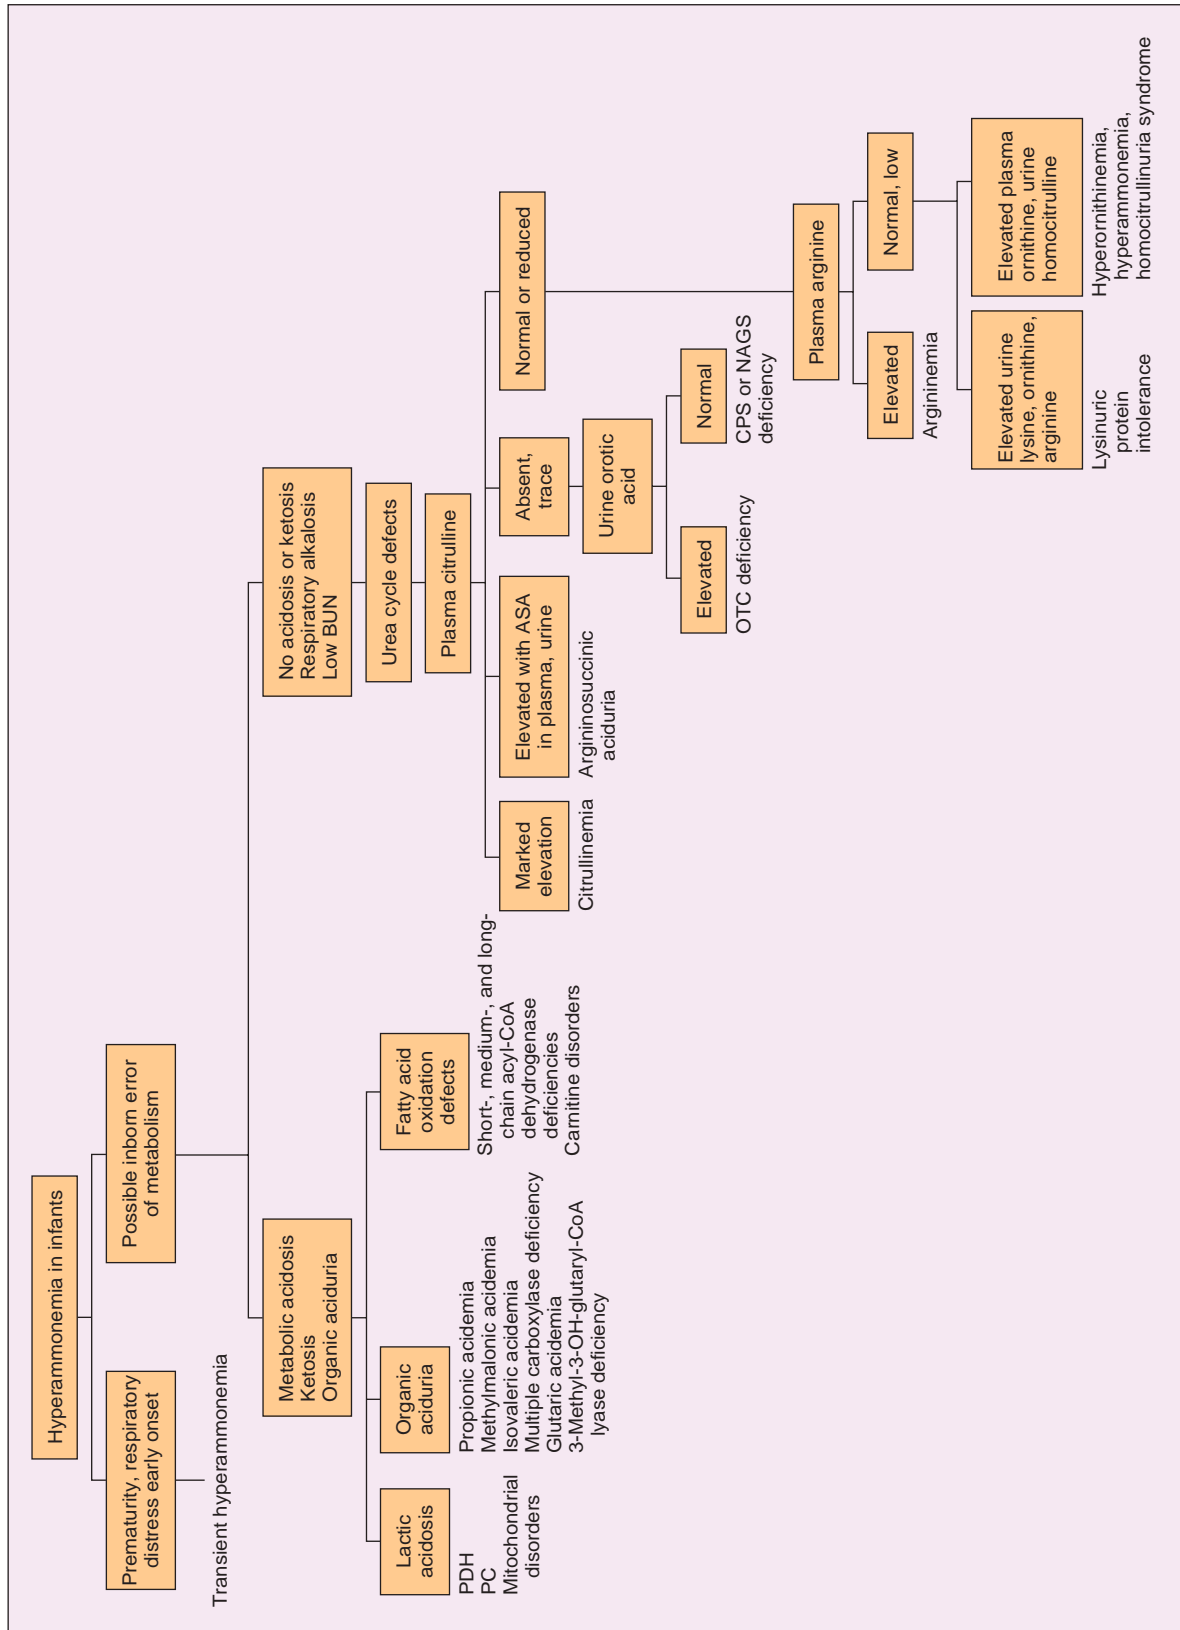 Hyperammonemia in infants
Prematurity, respiratory
distress early onset
Transient hyperammonemia
Possible inborn error
of metabolism
Metabolic acidosis
Ketosis
Organic aciduria
Lactic
acidosis
PDH
PC
Mitochondrial
disorders
Organic
aciduria
Propionic acidemia
Methylmalonic acidemia
Isovaleric acidemia
Multiple carboxylase deficiency
Glutaric acidemia
3-Methyl-3-OH-glutaryl-CoA
lyase deficiency
Fatty acid
oxidation
defects
Short-, medium-, and long-
chain acyl-CoA
dehydrogenase
deficiencies
Carnitine disorders
No acidosis or ketosis
Respiratory alkalosis
Low BUN
Urea cycle defects
Plasma citrulline
Marked
elevation
Citrullinemia
Elevated with ASA
in plasma, urine
Argininosuccinic
aciduria
Absent,
trace
Urine orotic
acid
Elevated
OTC deficiency
Normal
CPS or NAGS
deficiency
Normal or reduced
Plasma arginine
Elevated
Argininemia
Normal, low
Elevated urine
lysine, ornithine,
arginine
Lysinuric
protein
intolerance
Elevated plasma
ornithine, urine
homocitrulline
Hyperornithinemia,
hyperammonemia,
homocitrullinuria syndrome